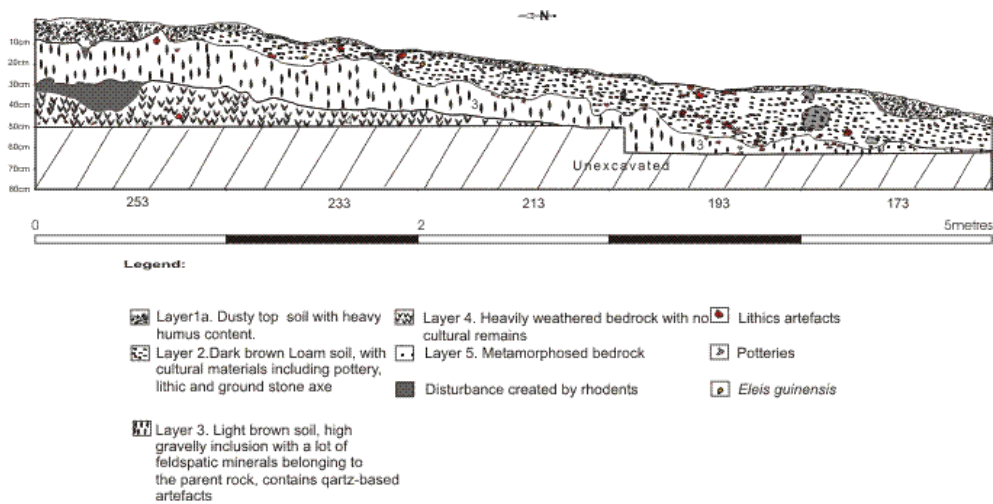 N
10cm
20cm
30cm
40cm
50cm
60cm
70cm
80cm
3
3
Unexcavated
253 233 213 193 173
0 2 5metres
Legend:
Layer1a. Dusty top soil with heavy
humus content.
Layer 2.Dark brown Loam soil, with
cultural materials including pottery,
lithic and ground stone axe
Layer 3. Light brown soil, high
gravelly inclusion with a lot of
feldspatic minerals belonging to
the parent rock, contains qartz-based
artefacts
Layer 4. Heavily weathered bedrock with no
cultural remains
Layer 5. Metamorphosed bedrock
Disturbance created by rhodents
Lithics artefacts
Potteries
Eleis guinensis